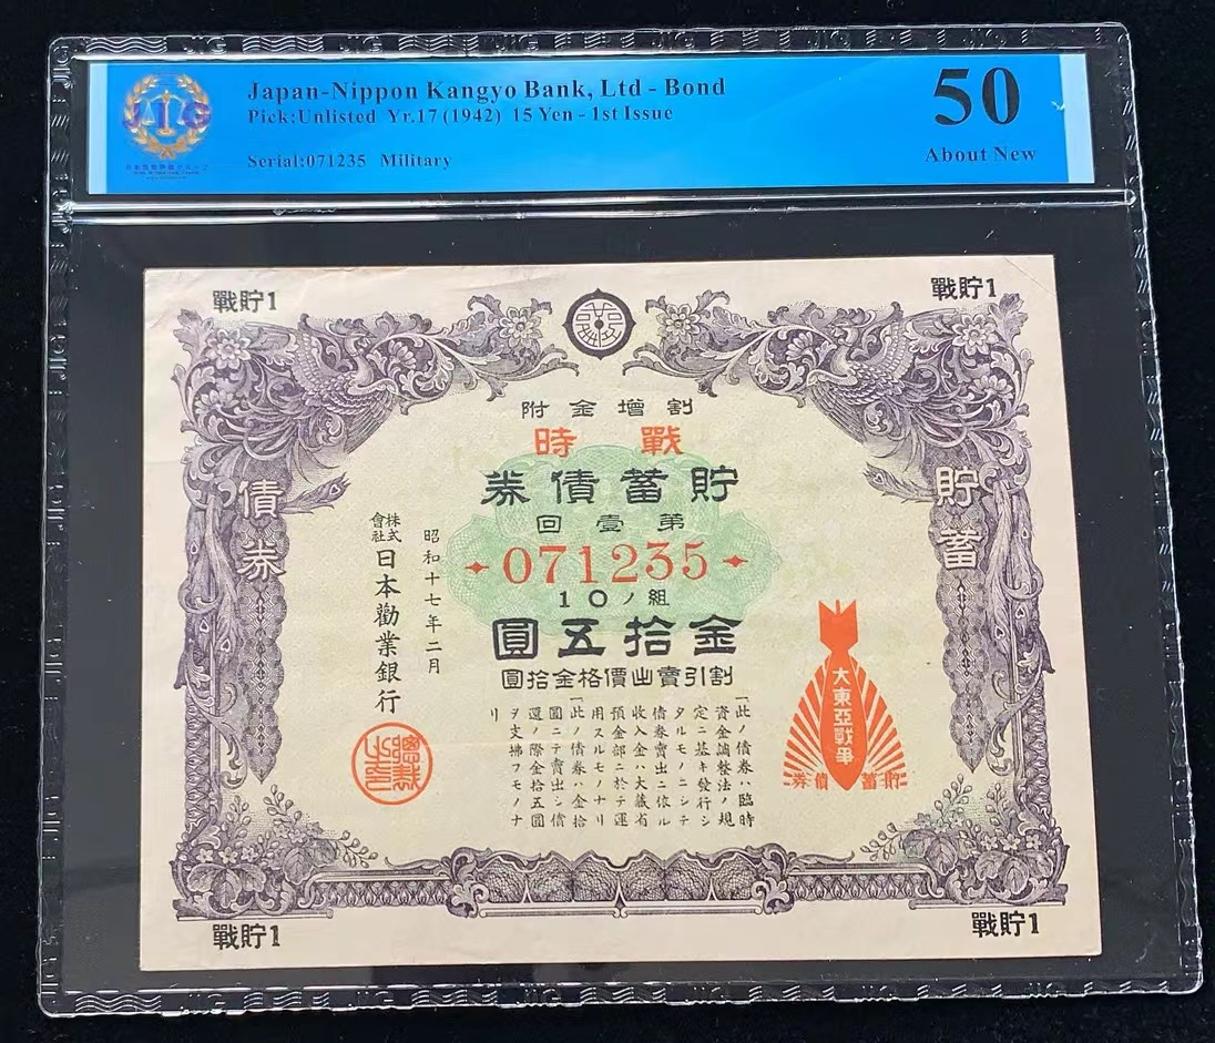 JIG
Japan-Nippon Kangyo Bank, Ltd - Bond
Pick:Unlisted Yr.17 (1942) 15 Yen - 1st Issue
Serial:071235 Military
50
About New
戰貯1
戰貯1
割增金附
戰時
貯蓄債券
第壹回
071235
10ノ組
金拾五圓
割引賣出價格金拾圓
貯蓄
債券
一此ノ債券ハ臨時
資金調整法ノ規
定ニ基キ發行シ
タルモノニシテ
債券賣出ニ依ル
收入金ハ大藏省
預金部ニ於テ運
用スルモノナリ
一此ノ債券ハ金拾
圓ニテ賣出シ償
還ノ際金拾五圓
ヲ支拂フモノナ
リ
昭和十七年二月
株式會社日本勸業銀行
大東亞戰爭
貯蓄債券
戰貯1
戰貯1